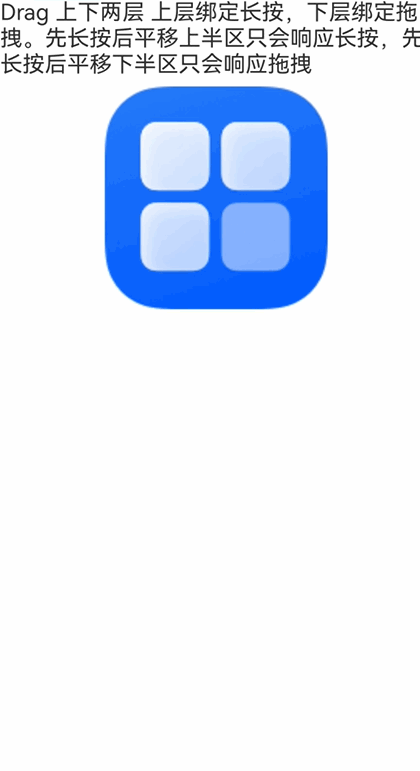 Drag 上下两层 上层绑定长按，下层绑定拖
拽。先长按后平移上半区只会响应长按，先
长按后平移下半区只会响应拖拽